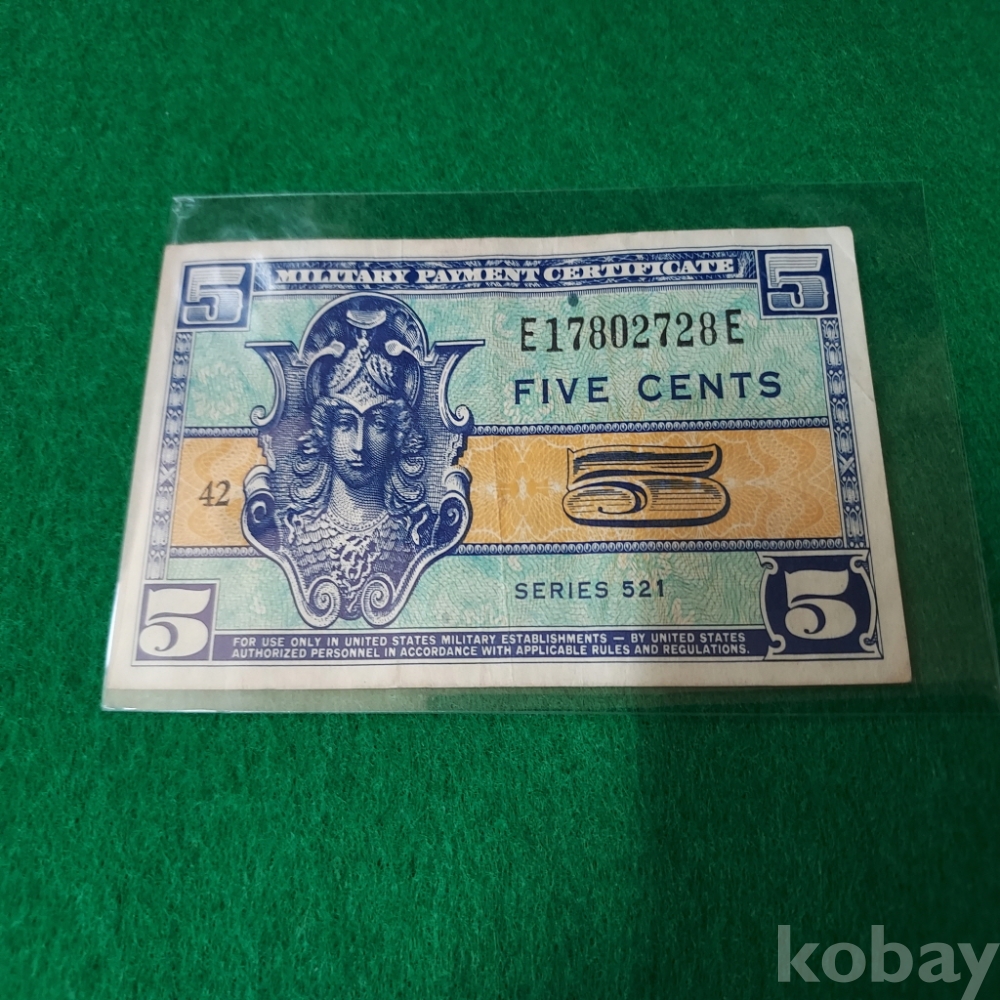 5 MILITARY PAYMENT CERTIFICATE 5
E17802728E
FIVE CENTS
42
5
SERIES 521
5
5
FOR USE ONLY IN UNITED STATES MILITARY ESTABLISHMENTS — BY UNITED STATES
AUTHORIZED PERSONNEL IN ACCORDANCE WITH APPLICABLE RULES AND REGULATIONS.
kobay